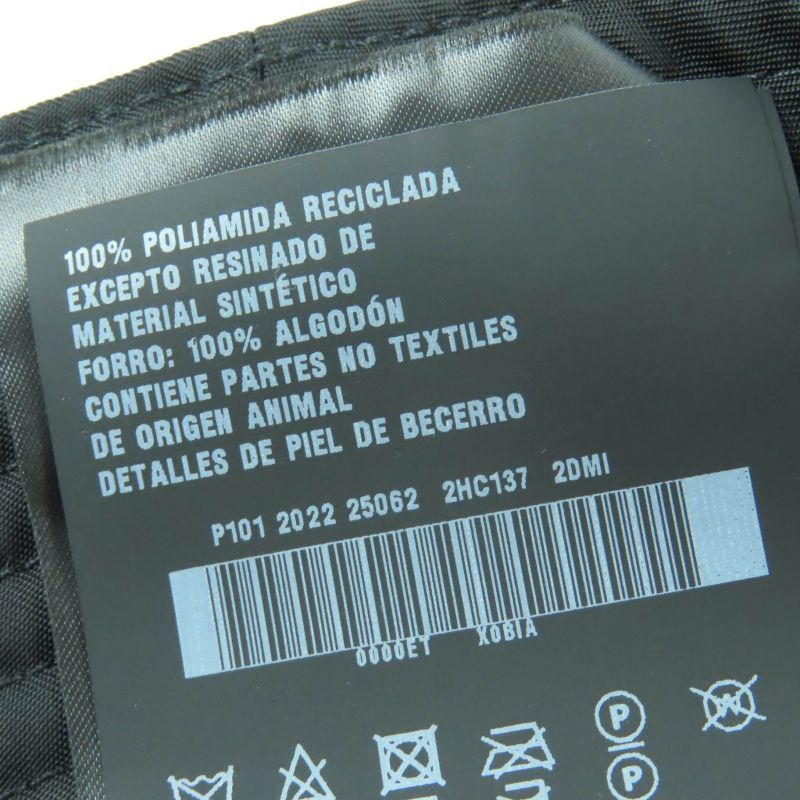 100% POLIAMIDA RECICLADA
EXCEPTO RESINADO DE
MATERIAL SINTÉTICO
FORRO: 100% ALGODÓN
CONTIENE PARTES NO TEXTILES
DE ORIGEN ANIMAL
DETALLES DE PIEL DE BECERRO
P101 2022 25062 2HC137 2DMI
0000ET X0BIA
P W
P